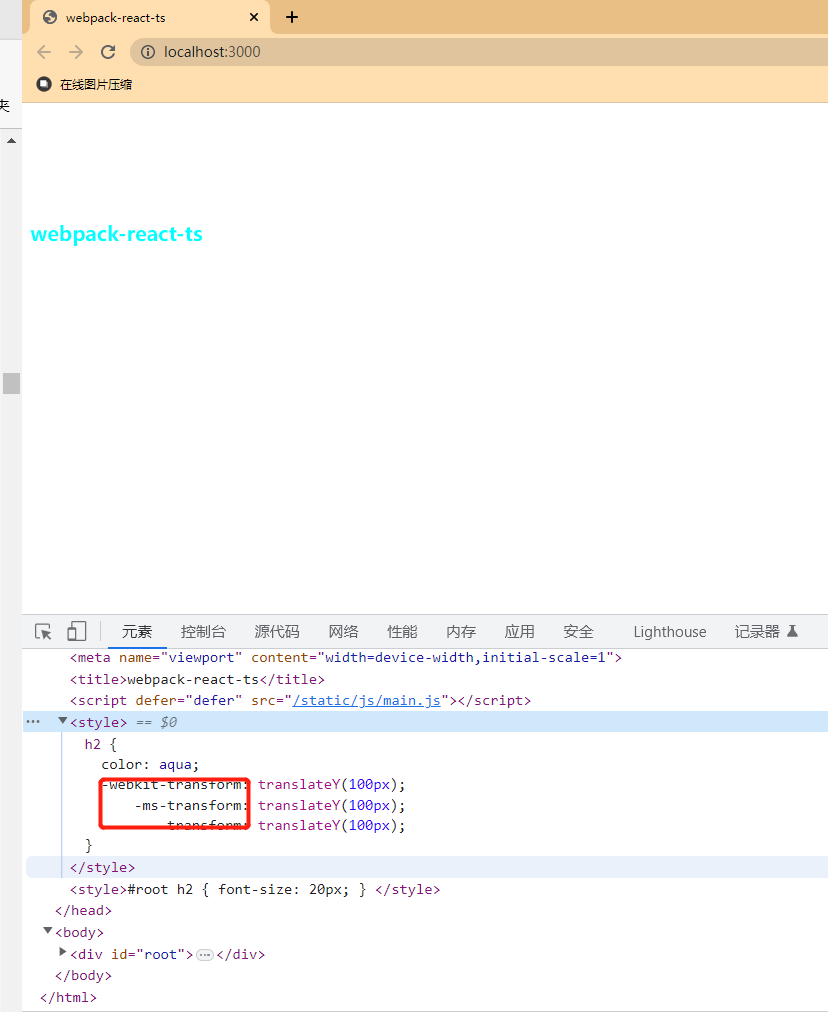 webpack-react-ts
localhost:3000
在线图片压缩
夹
webpack-react-ts
元素 控制台 源代码 网络 性能 内存 应用 安全 Lighthouse 记录器
<meta name="viewport" content="width=device-width,initial-scale=1">
<title>webpack-react-ts</title>
<script defer="defer" src="/static/js/main.js"></script>
<style> == $0
h2 {
color: aqua;
-webkit-transform: translateY(100px);
-ms-transform: translateY(100px);
transform: translateY(100px);
}
</style>
<style>#root h2 { font-size: 20px; } </style>
</head>
<body>
<div id="root">…</div>
</body>
</html>